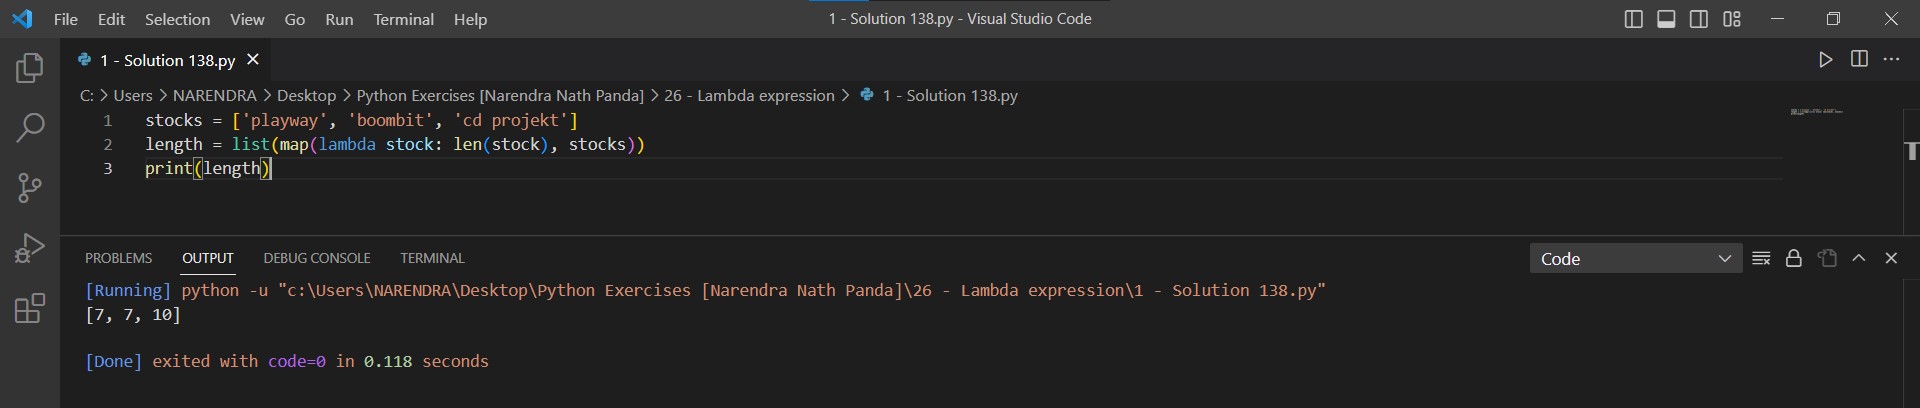 File Edit Selection View Go Run Terminal Help
1 - Solution 138.py - Visual Studio Code
1 - Solution 138.py
C: > Users > NARENDRA > Desktop > Python Exercises [Narendra Nath Panda] > 26 - Lambda expression > 1 - Solution 138.py
1 stocks = ['playway', 'boombit', 'cd projekt']
2 length = list(map(lambda stock: len(stock), stocks))
3 print(length)
PROBLEMS OUTPUT DEBUG CONSOLE TERMINAL Code
[Running] python -u "c:\Users\NARENDRA\Desktop\Python Exercises [Narendra Nath Panda]\26 - Lambda expression\1 - Solution 138.py"
[7, 7, 10]
[Done] exited with code=0 in 0.118 seconds